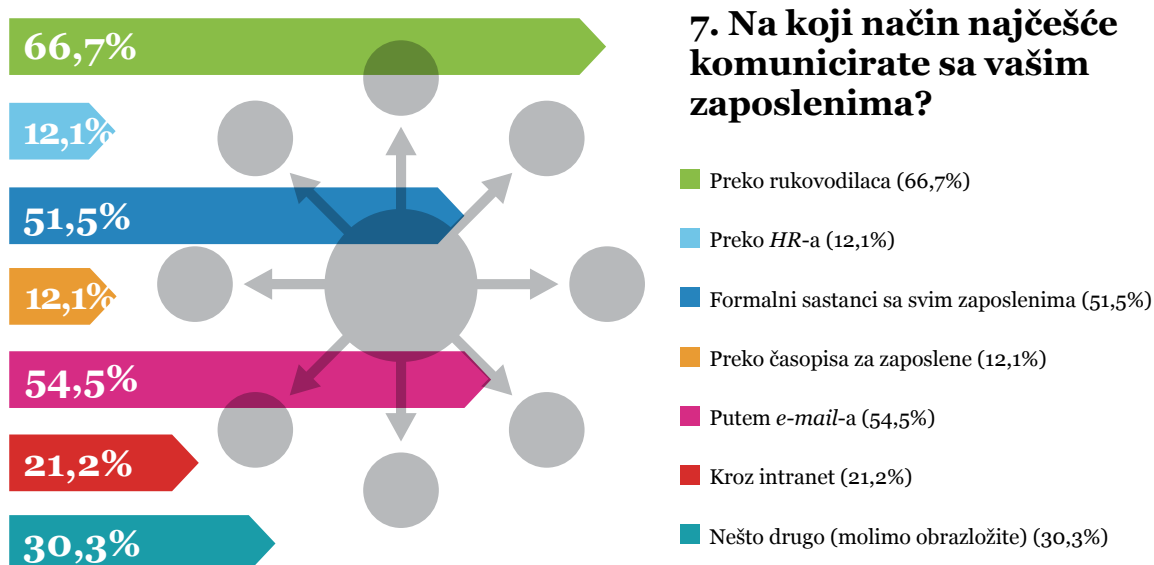 66,7%
12,1%
51,5%
12,1%
54,5%
21,2%
30,3%
7. Na koji način najčešće
komunicirate sa vašim
zaposlenima?
Preko rukovodilaca (66,7%)
Preko HR-a (12,1%)
Formalni sastanci sa svim zaposlenima (51,5%)
Preko časopisa za zaposlene (12,1%)
Putem e-mail-a (54,5%)
Kroz intranet (21,2%)
Nešto drugo (molimo obrazložite) (30,3%)